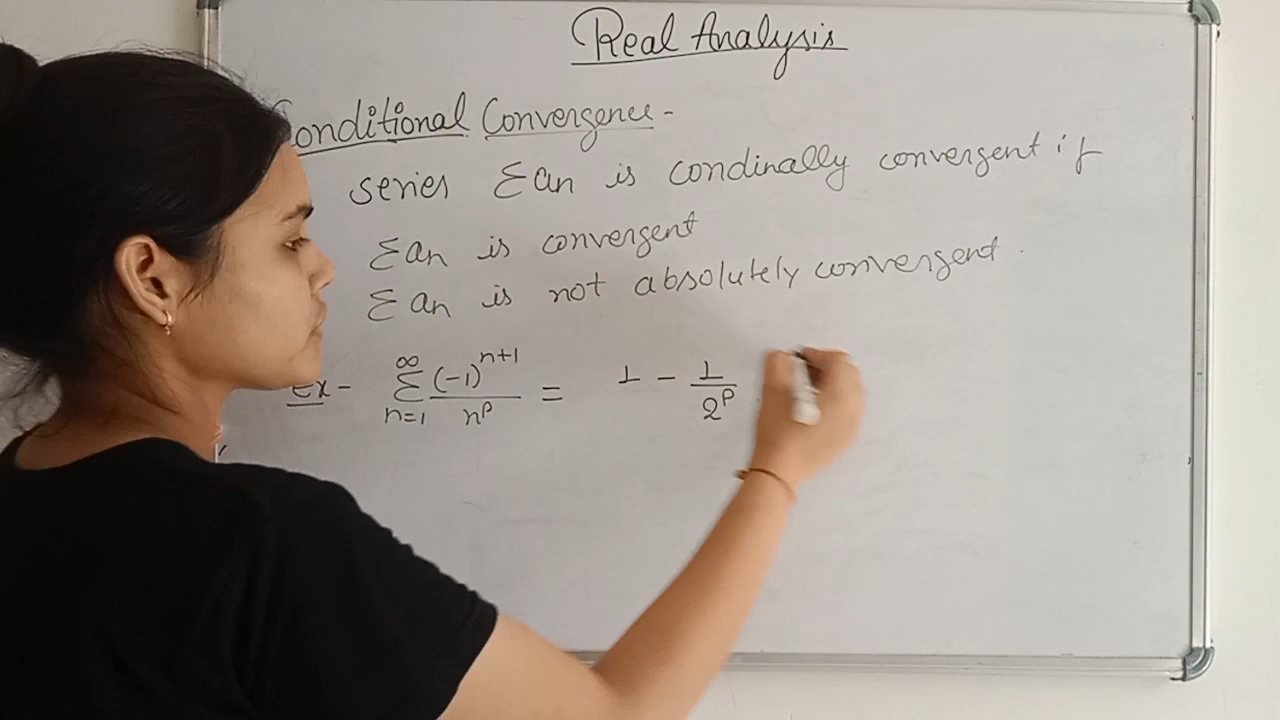 Real Analysis
Conditional Convergence -
series Σan is condinally convergent if
Σan is convergent
Σan is not absolutely convergent.
Ex - ∞Σn=1 (-1)^n+1/n^p = 1 - 1/2^p